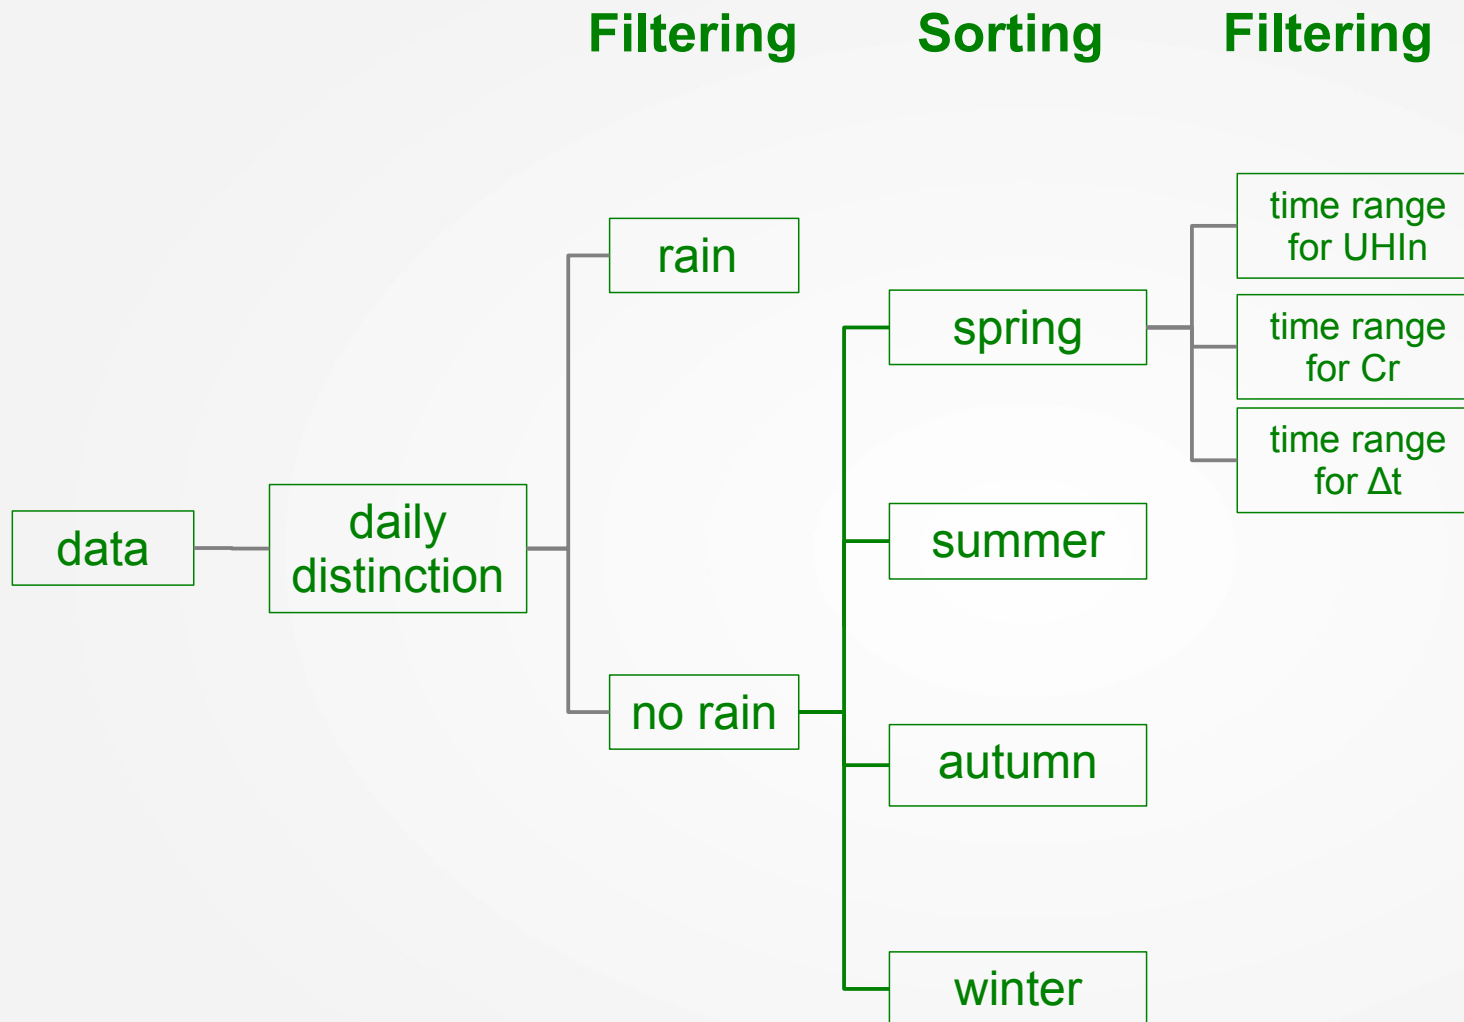 Filtering
Sorting
Filtering
data
daily
distinction
rain
no rain
spring
summer
autumn
winter
time range
for UHIn
time range
for Cr
time range
for Δt